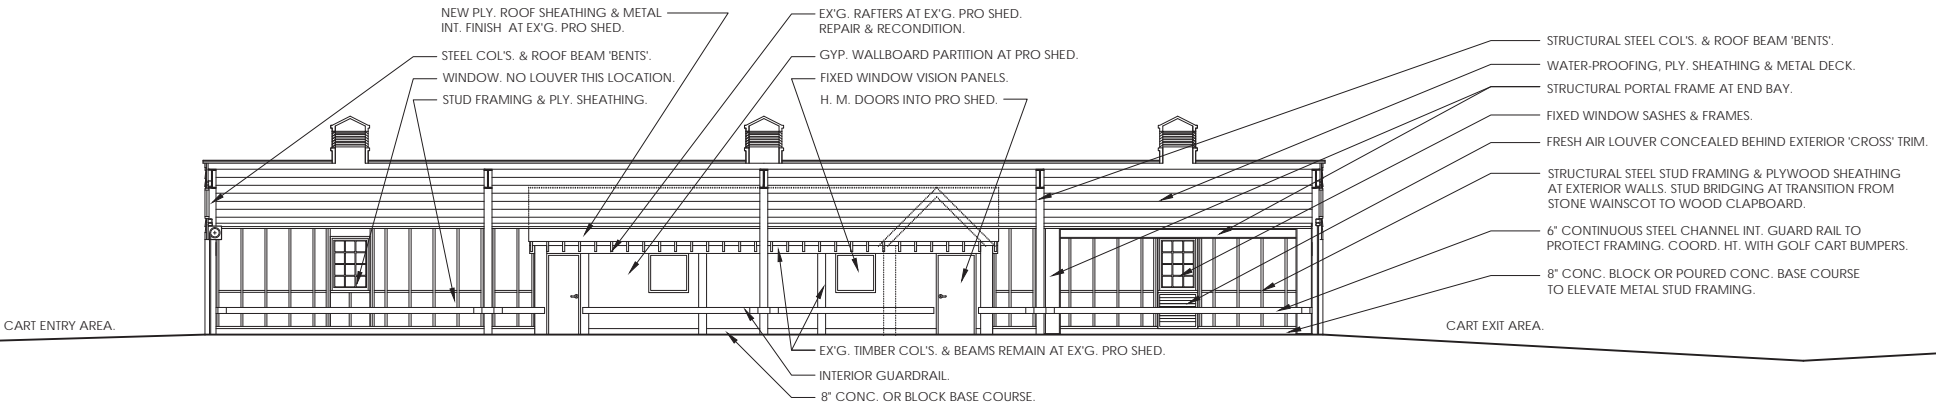 NEW PLY. ROOF SHEATHING & METAL
INT. FINISH AT EX'G. PRO SHED.
STEEL COL'S. & ROOF BEAM 'BENTS'.
WINDOW. NO LOUVER THIS LOCATION.
STUD FRAMING & PLY. SHEATHING.
EX'G. RAFTERS AT EX'G. PRO SHED.
REPAIR & RECONDITION.
GYP. WALLBOARD PARTITION AT PRO SHED.
FIXED WINDOW VISION PANELS.
H. M. DOORS INTO PRO SHED.
STRUCTURAL STEEL COL'S. & ROOF BEAM 'BENTS'.
WATER-PROOFING, PLY. SHEATHING & METAL DECK.
STRUCTURAL PORTAL FRAME AT END BAY.
FIXED WINDOW SASHES & FRAMES.
FRESH AIR LOUVER CONCEALED BEHIND EXTERIOR 'CROSS' TRIM.
STRUCTURAL STEEL STUD FRAMING & PLYWOOD SHEATHING
AT EXTERIOR WALLS. STUD BRIDGING AT TRANSITION FROM
STONE WAINSCOT TO WOOD CLAPBOARD.
6" CONTINUOUS STEEL CHANNEL INT. GUARD RAIL TO
PROTECT FRAMING. COORD. HT. WITH GOLF CART BUMPERS.
8" CONC. BLOCK OR POURED CONC. BASE COURSE
TO ELEVATE METAL STUD FRAMING.
CART ENTRY AREA.
CART EXIT AREA.
EX'G. TIMBER COL'S. & BEAMS REMAIN AT EX'G. PRO SHED.
INTERIOR GUARDRAIL.
8" CONC. OR BLOCK BASE COURSE.